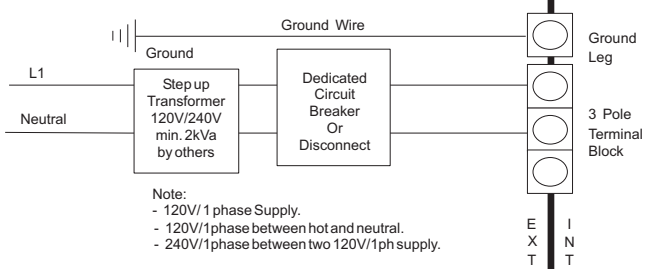 Ground Wire
Ground
Ground
Leg
L1
Neutral
Step up
Transformer
120V/240V
min. 2kVa
by others
Dedicated
Circuit
Breaker
Or
Disconnect
3 Pole
Terminal
Block
Note:
- 120V/1 phase Supply.
- 120V/1phase between hot and neutral.
- 240V/1phase between two 120V/1ph supply.
EXT
INT